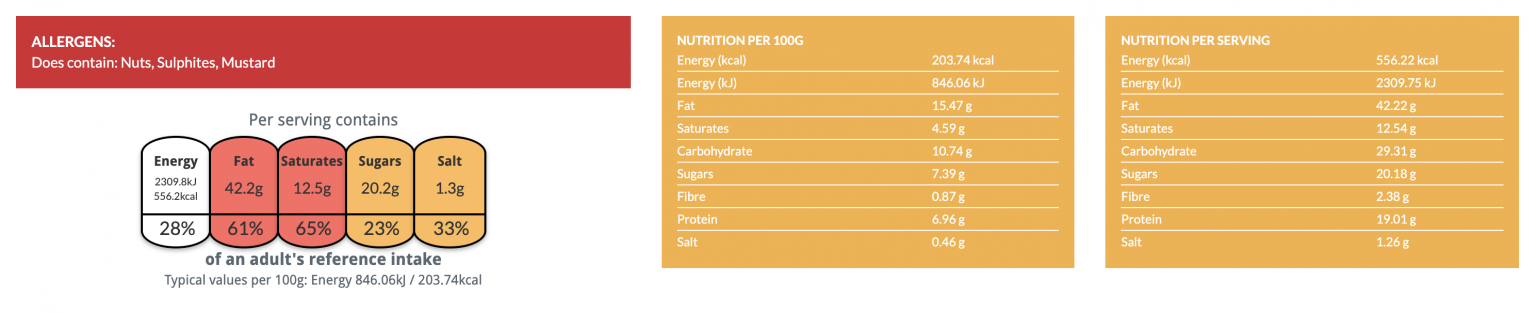 ALLERGENS:
Does contain: Nuts, Sulphites, Mustard
Per serving contains
Energy Fat Saturates Sugars Salt
2309.8kJ
556.2kcal
42.2g 12.5g 20.2g 1.3g
28% 61% 65% 23% 33%
of an adult's reference intake
Typical values per 100g: Energy 846.06kJ / 203.74kcal
NUTRITION PER 100G
Energy (kcal) 203.74 kcal
Energy (kJ) 846.06 kJ
Fat 15.47 g
Saturates 4.59 g
Carbohydrate 10.74 g
Sugars 7.39 g
Fibre 0.87 g
Protein 6.96 g
Salt 0.46 g
NUTRITION PER SERVING
Energy (kcal) 556.22 kcal
Energy (kJ) 2309.75 kJ
Fat 42.22 g
Saturates 12.54 g
Carbohydrate 29.31 g
Sugars 20.18 g
Fibre 2.38 g
Protein 19.01 g
Salt 1.26 g